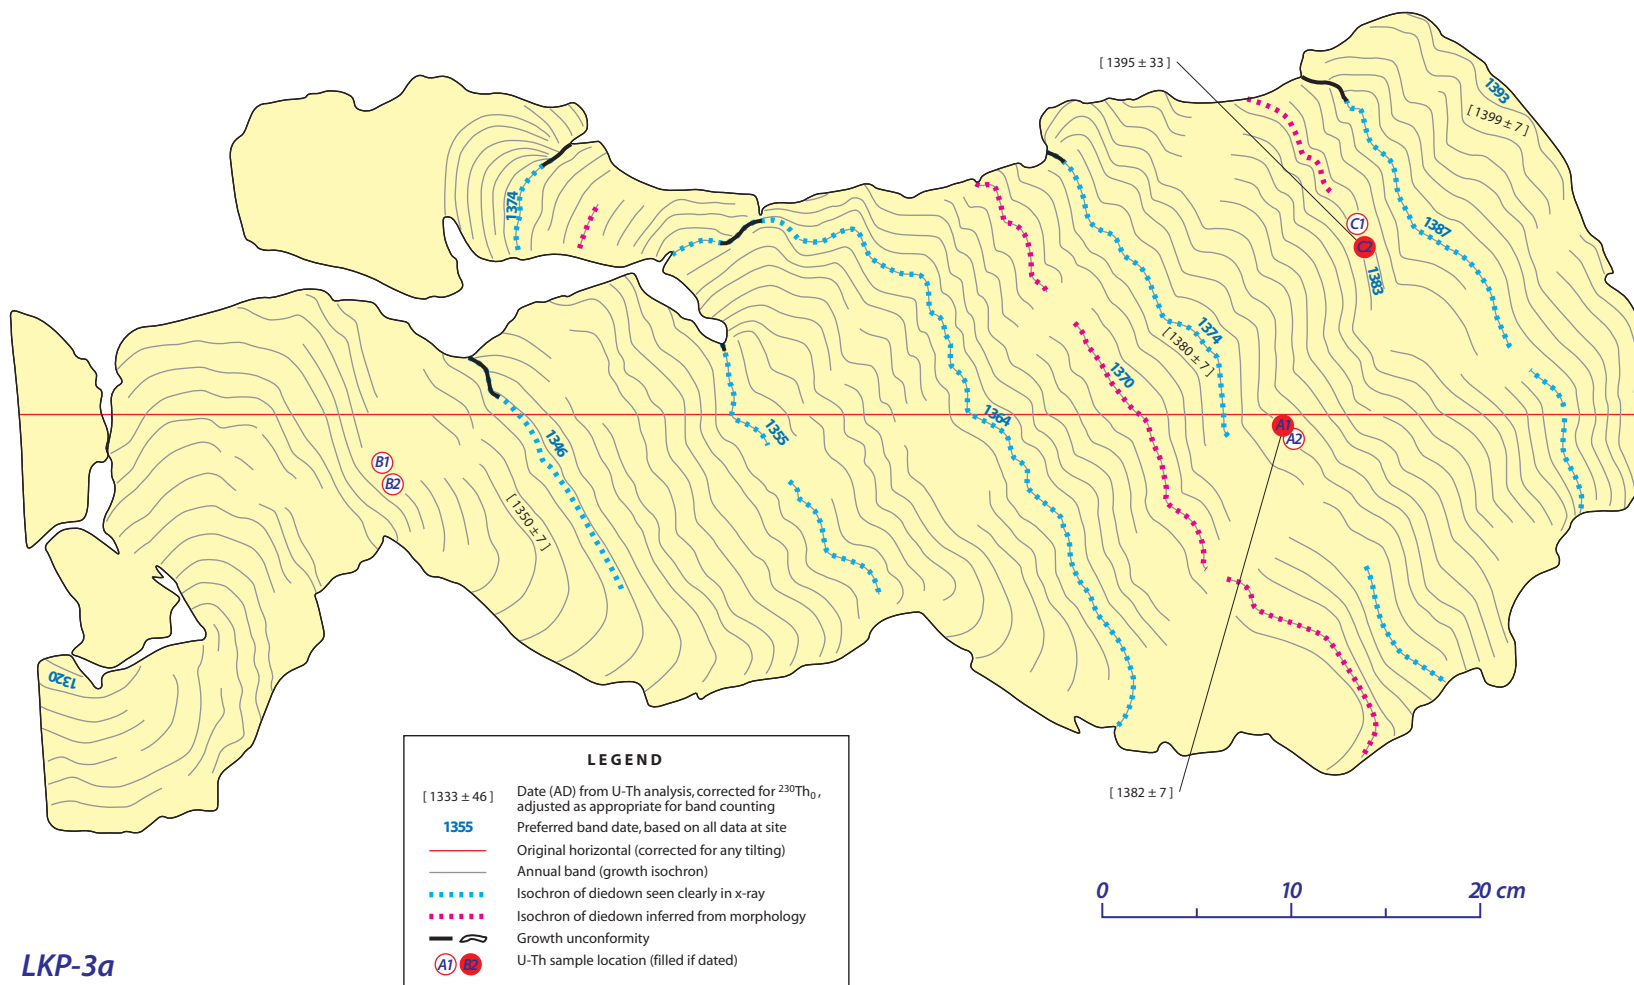 [ 1395 ± 33 ]
1393
[ 1399 ± 7 ]
1374
C1
1387
C2
1383
1374
[ 1380 ± 7 ]
1370
1364
A1
A2
1355
1346
B1
B2
[ 1350 ± 7 ]
1320
[ 1382 ± 7 ]
LEGEND
[ 1333 ± 46 ] Date (AD) from U-Th analysis, corrected for ²³⁰Th₀,
adjusted as appropriate for band counting
1355 Preferred band date, based on all data at site
Original horizontal (corrected for any tilting)
Annual band (growth isochron)
Isochron of diedown seen clearly in x-ray
Isochron of diedown inferred from morphology
Growth unconformity
A1 B2 U-Th sample location (filled if dated)
0 10 20 cm
LKP-3a